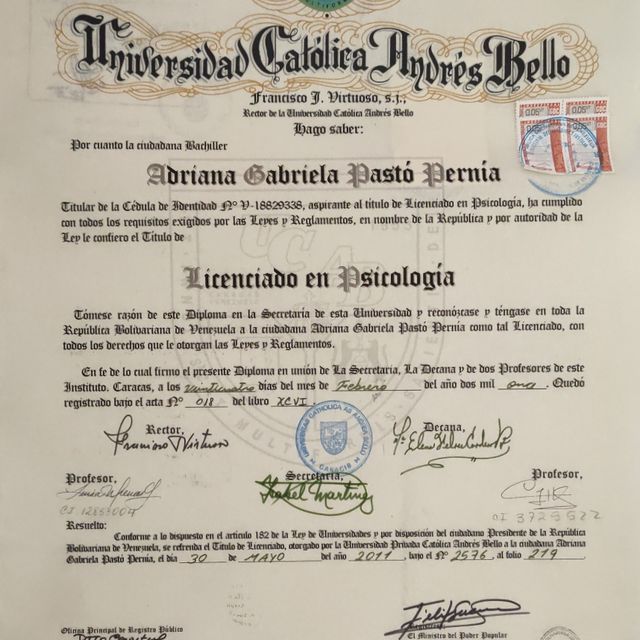 Universidad Católica Andrés Bello
Francisco J. Virtuoso, s.j.,
Rector de la Universidad Católica Andrés Bello
Hago saber:
Por cuanto la ciudadana Bachiller
Adriana Gabriela Pastó Pernía
Titular de la Cédula de Identidad Nº V-18829338, aspirante al título de Licenciado en Psicología, ha cumplido
con todos los requisitos exigidos por las Leyes y Reglamentos, en nombre de la República y por autoridad de la
Ley le confiero el Título de
Licenciado en Psicología
Tómese razón de este Diploma en la Secretaría de esta Universidad y reconózcase y téngase en toda la
República Bolivariana de Venezuela a la ciudadana Adriana Gabriela Pastó Pernía como tal Licenciado, con
todos los derechos que le otorgan las Leyes y Reglamentos.
En fe de lo cual firmo el presente Diploma en unión de La Secretaria, La Decana y de dos Profesores de este
Instituto. Caracas, a los veinticuatro días del mes de Febrero del año dos mil once. Quedó
registrado bajo el acta Nº 018 del libro XCVI
Rector, Decana,
Francisco J Virtuoso
UNIVERSIDAD CATOLICA ANDRES BELLO
CARACAS
Profesor, Secretaria, Profesor,
Isabel Martínez
Resuelto:
Conforme a lo dispuesto en el artículo 182 de la Ley de Universidades y por disposición del ciudadano Presidente de la República
Bolivariana de Venezuela, se refrenda el Título de Licenciado, otorgado por la Universidad Privada Católica Andrés Bello a la ciudadana Adriana
Gabriela Pastó Pernía, el día 30 de MAYO del año 2011, bajo el Nº 2576, al folio 219
Oficina Principal de Registro Público
El Ministro del Poder Popular